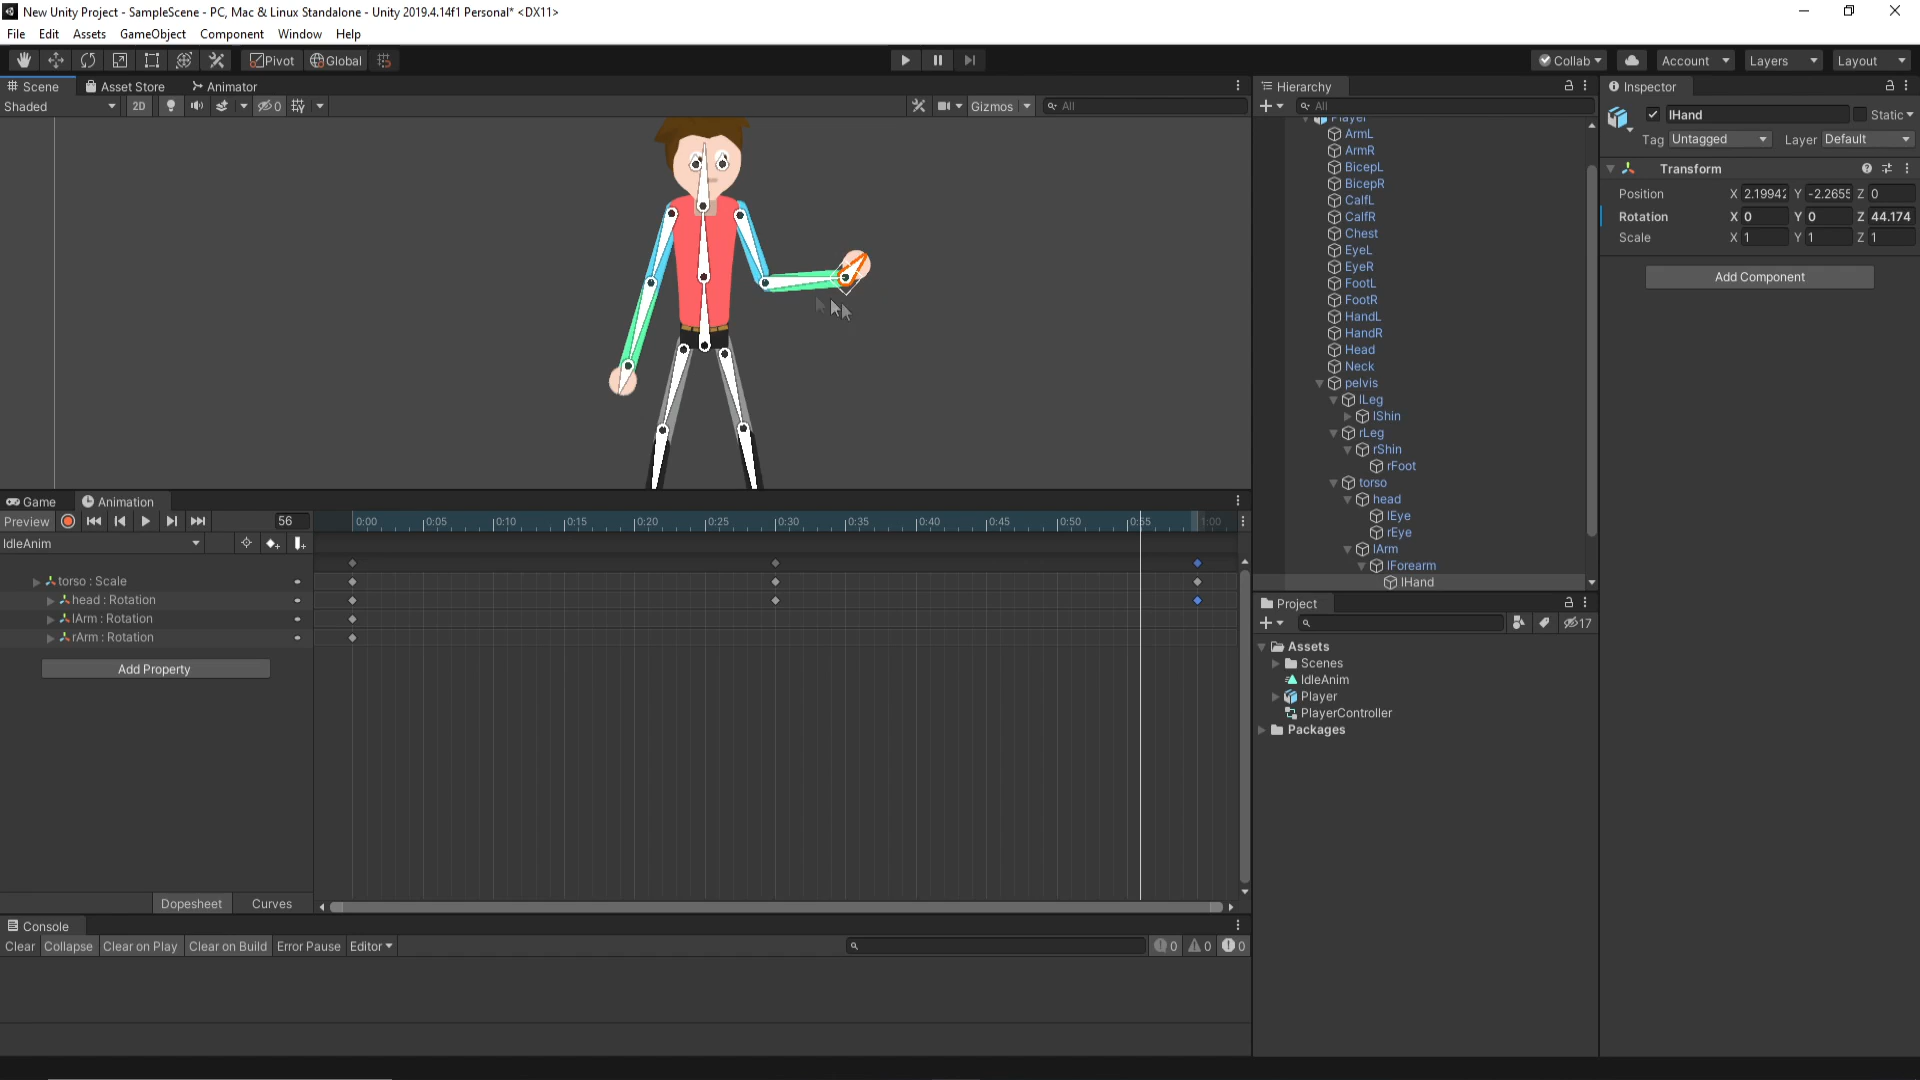 New Unity Project - SampleScene - PC, Mac & Linux Standalone - Unity 2019.4.14f1 Personal* <DX11>
File Edit Assets GameObject Component Window Help
Pivot Global
Collab Account Layers Layout
Scene Asset Store Animator
Shaded 2D 0 Gizmos All
Game Animation
Preview 56
0:00 0:05 0:10 0:15 0:20 0:25 0:30 0:35 0:40 0:45 0:50 0:55 1:00
IdleAnim
torso : Scale
head : Rotation
lArm : Rotation
rArm : Rotation
Add Property
Dopesheet Curves
Console
Clear Collapse Clear on Play Clear on Build Error Pause Editor 0 0 0
Hierarchy
All
Player
ArmL
ArmR
BicepL
BicepR
CalfL
CalfR
Chest
EyeL
EyeR
FootL
FootR
HandL
HandR
Head
Neck
pelvis
lLeg
lShin
rLeg
rShin
rFoot
torso
head
lEye
rEye
lArm
lForearm
lHand
Project
17
Assets
Scenes
IdleAnim
Player
PlayerController
Packages
Inspector
lHand Static
Tag Untagged Layer Default
Transform
Position X 2.1994 Y -2.2655 Z 0
Rotation X 0 Y 0 Z 44.174
Scale X 1 Y 1 Z 1
Add Component